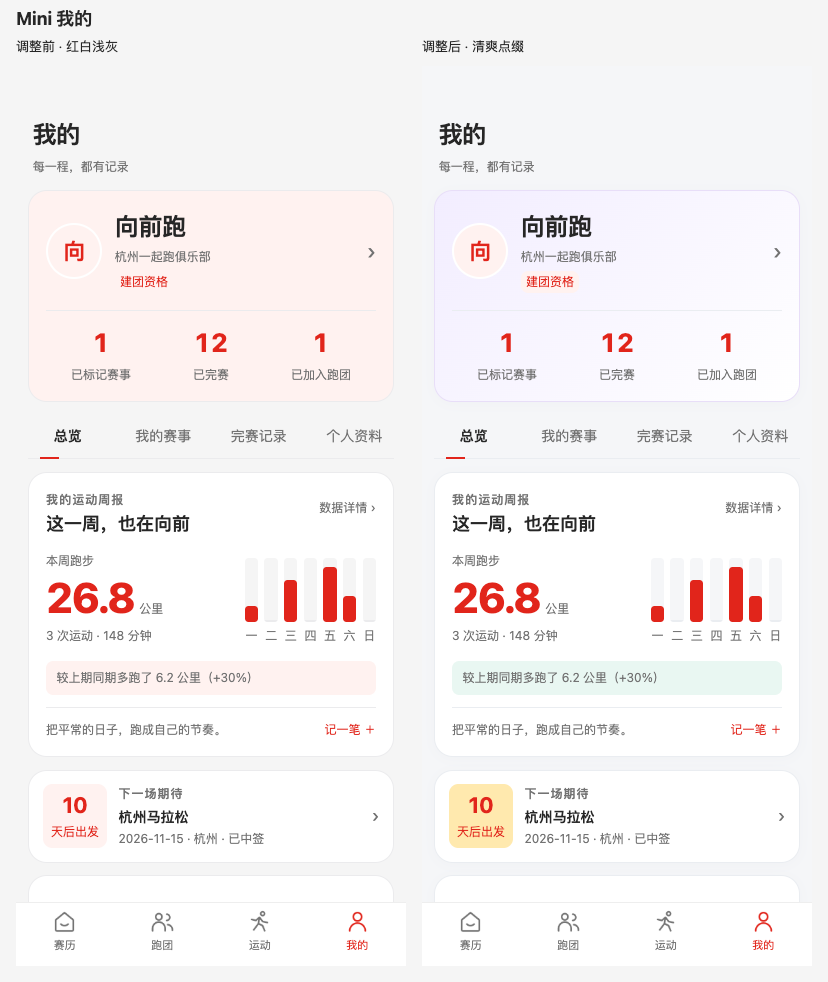 Mini 我的
调整前 · 红白浅灰
我的
每一程，都有记录
向
向前跑
杭州一起跑俱乐部
建团资格
›
1 12 1
已标记赛事 已完赛 已加入跑团
总览 我的赛事 完赛记录 个人资料
我的运动周报
数据详情 ›
这一周，也在向前
本周跑步
26.8 公里
3 次运动 · 148 分钟
一 二 三 四 五 六 日
较上期同期多跑了 6.2 公里（+30%）
把平常的日子，跑成自己的节奏。
记一笔 ＋
10
天后出发
下一场期待
杭州马拉松
2026-11-15 · 杭州 · 已中签
›
赛历 跑团 运动 我的
调整后 · 清爽点缀
我的
每一程，都有记录
向
向前跑
杭州一起跑俱乐部
建团资格
›
1 12 1
已标记赛事 已完赛 已加入跑团
总览 我的赛事 完赛记录 个人资料
我的运动周报
数据详情 ›
这一周，也在向前
本周跑步
26.8 公里
3 次运动 · 148 分钟
一 二 三 四 五 六 日
较上期同期多跑了 6.2 公里（+30%）
把平常的日子，跑成自己的节奏。
记一笔 ＋
10
天后出发
下一场期待
杭州马拉松
2026-11-15 · 杭州 · 已中签
›
赛历 跑团 运动 我的